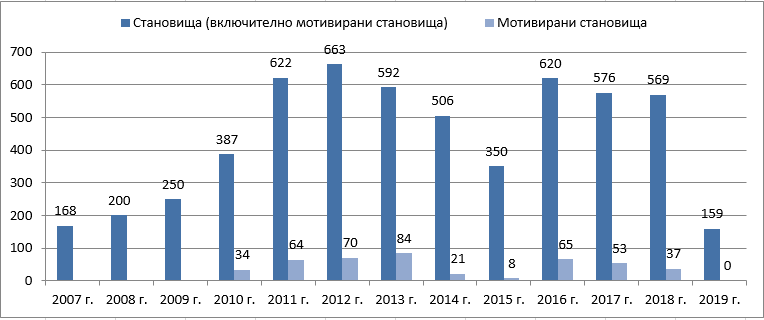 Становища (включително мотивирани становища) Мотивирани становища
700
600
500
400
300
200
100
0
168 200 250 387 622 663 592 506 350 620 576 569 159
34 64 70 84 21 8 65 53 37 0
2007 г. 2008 г. 2009 г. 2010 г. 2011 г. 2012 г. 2013 г. 2014 г. 2015 г. 2016 г. 2017 г. 2018 г. 2019 г.